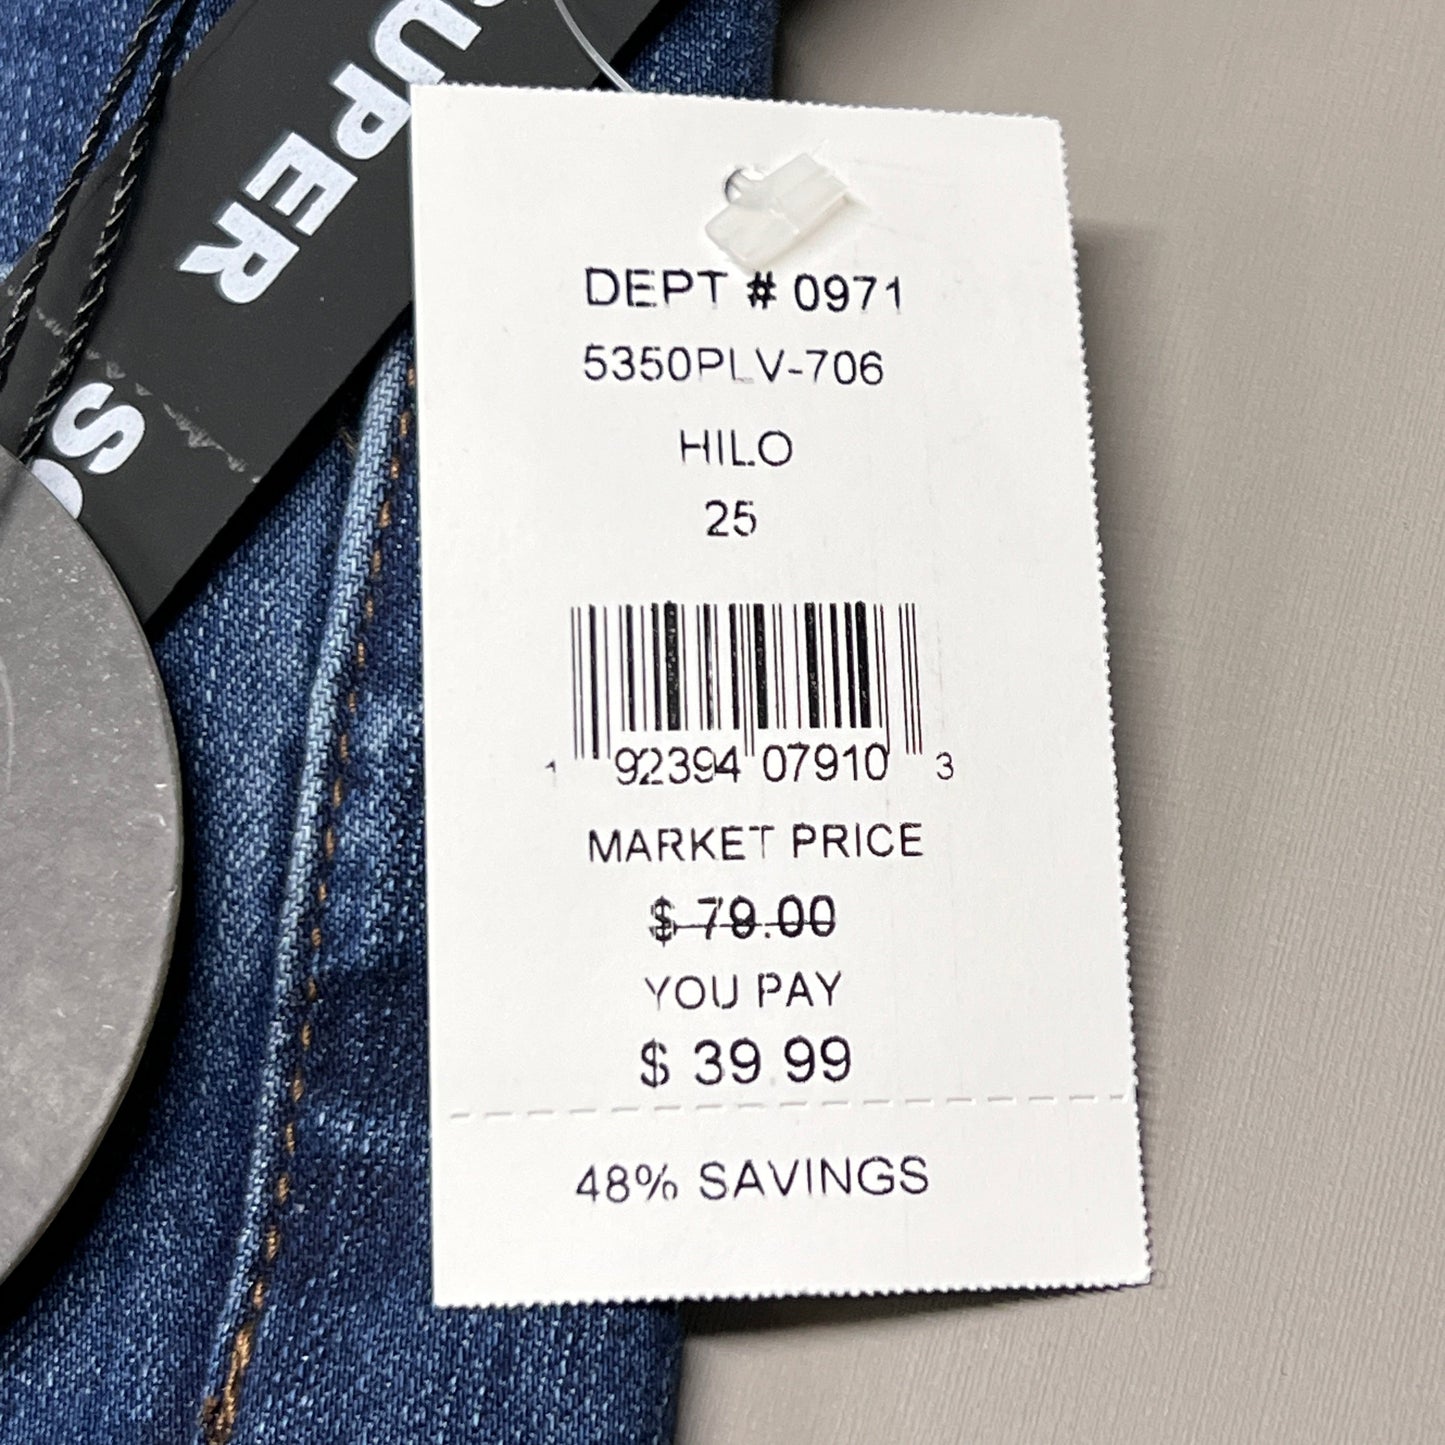 SUPER
DEPT # 0971
5350PLV-706
HILO
25
1 92394 07910 3
MARKET PRICE
$ 79.00
YOU PAY
$ 39.99
48% SAVINGS